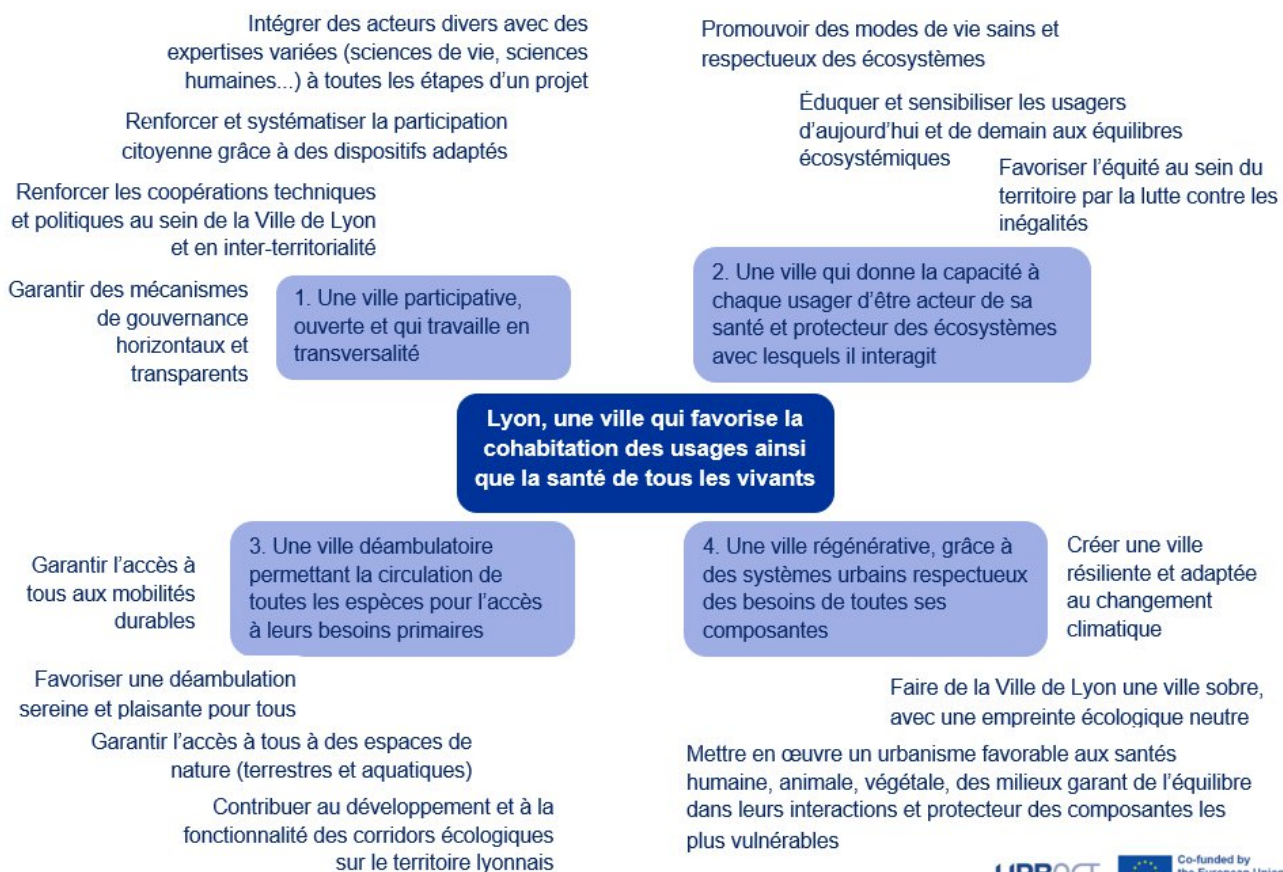 Intégrer des acteurs divers avec des
expertises variées (sciences de vie, sciences
humaines...) à toutes les étapes d'un projet
Renforcer et systématiser la participation
citoyenne grâce à des dispositifs adaptés
Renforcer les coopérations techniques
et politiques au sein de la Ville de Lyon
et en inter-territorialité
Garantir des mécanismes
de gouvernance
horizontaux et
transparents
1. Une ville participative,
ouverte et qui travaille en
transversalité
Promouvoir des modes de vie sains et
respectueux des écosystèmes
Éduquer et sensibiliser les usagers
d'aujourd'hui et de demain aux équilibres
écosystémiques
Favoriser l'équité au sein du
territoire par la lutte contre les
inégalités
2. Une ville qui donne la capacité à
chaque usager d'être acteur de sa
santé et protecteur des écosystèmes
avec lesquels il interagit
Lyon, une ville qui favorise la
cohabitation des usages ainsi
que la santé de tous les vivants
3. Une ville déambulatoire
permettant la circulation de
toutes les espèces pour l'accès
à leurs besoins primaires
Garantir l'accès à
tous aux mobilités
durables
Favoriser une déambulation
sereine et plaisante pour tous
Garantir l'accès à tous à des espaces de
nature (terrestres et aquatiques)
Contribuer au développement et à la
fonctionnalité des corridors écologiques
sur le territoire lyonnais
4. Une ville régénérative, grâce à
des systèmes urbains respectueux
des besoins de toutes ses
composantes
Créer une ville
résiliente et adaptée
au changement
climatique
Faire de la Ville de Lyon une ville sobre,
avec une empreinte écologique neutre
Mettre en œuvre un urbanisme favorable aux santés
humaine, animale, végétale, des milieux garant de l'équilibre
dans leurs interactions et protecteur des composantes les
plus vulnérables
Co-funded by
the European Union